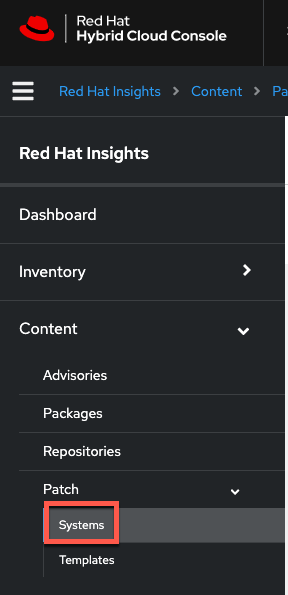 Red Hat
Hybrid Cloud Console
Red Hat Insights > Content > Pa
Red Hat Insights
Dashboard
Inventory
Content
Advisories
Packages
Repositories
Patch
Systems
Templates